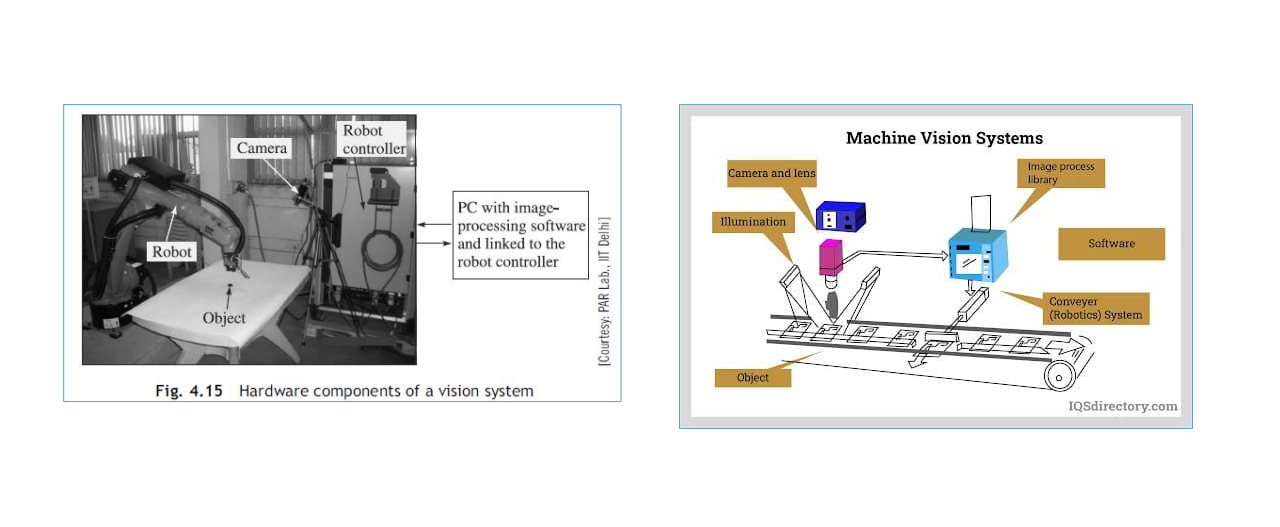 Robot
controller
Camera
Robot
Object
PC with image-
processing software
and linked to the
robot controller
[Courtesy: PAR Lab., IIT Delhi]
Fig. 4.15 Hardware components of a vision system
Machine Vision Systems
Camera and lens
Image process
library
Illumination
Software
Conveyer
(Robotics) System
Object
IQSdirectory.com